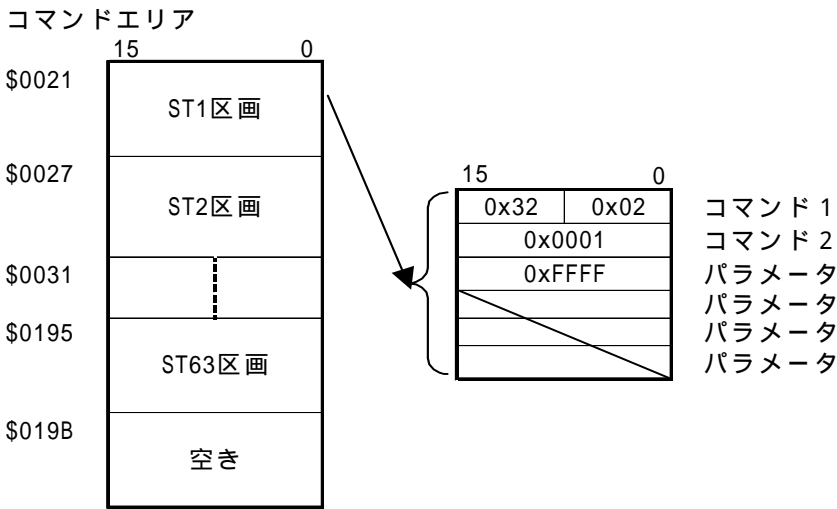 コマンドエリア
15 0
$0021
ST1区画
$0027
ST2区画
$0031
$0195
ST63区画
$019B
空き
15 0
0x32 0x02 コマンド1
0x0001 コマンド2
0xFFFF パラメータ
パラメータ
パラメータ
パラメータ